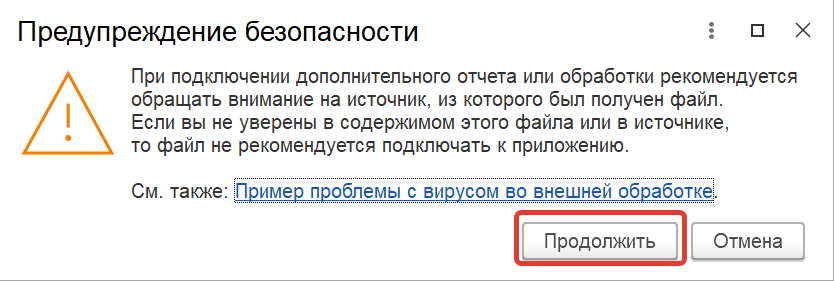 Предупреждение безопасности
При подключении дополнительного отчета или обработки рекомендуется
обращать внимание на источник, из которого был получен файл.
Если вы не уверены в содержимом этого файла или в источнике,
то файл не рекомендуется подключать к приложению.
См. также: Пример проблемы с вирусом во внешней обработке.
Продолжить Отмена